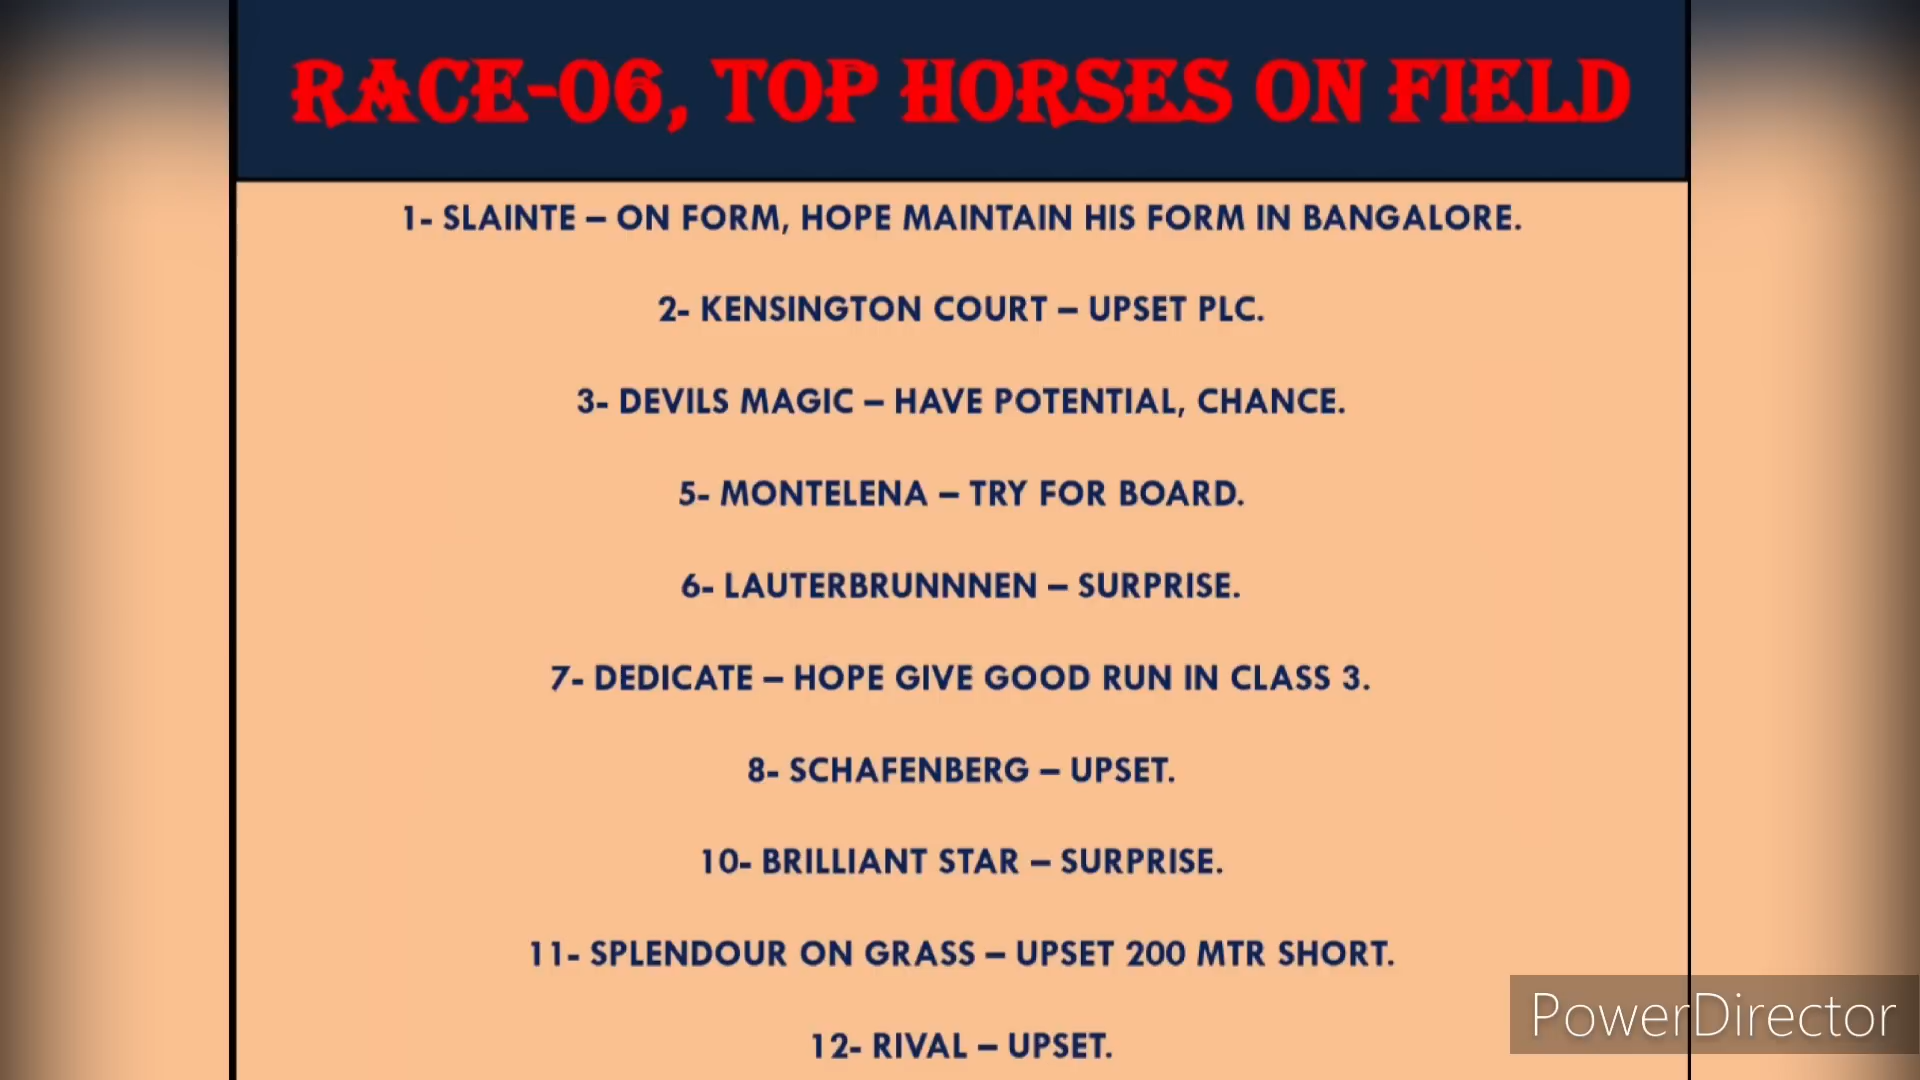 RACE-06, TOP HORSES ON FIELD
1- SLAINTE – ON FORM, HOPE MAINTAIN HIS FORM IN BANGALORE.
2- KENSINGTON COURT – UPSET PLC.
3- DEVILS MAGIC – HAVE POTENTIAL, CHANCE.
5- MONTELENA – TRY FOR BOARD.
6- LAUTERBRUNNNEN – SURPRISE.
7- DEDICATE – HOPE GIVE GOOD RUN IN CLASS 3.
8- SCHAFENBERG – UPSET.
10- BRILLIANT STAR – SURPRISE.
11- SPLENDOUR ON GRASS – UPSET 200 MTR SHORT.
12- RIVAL – UPSET.
PowerDirector